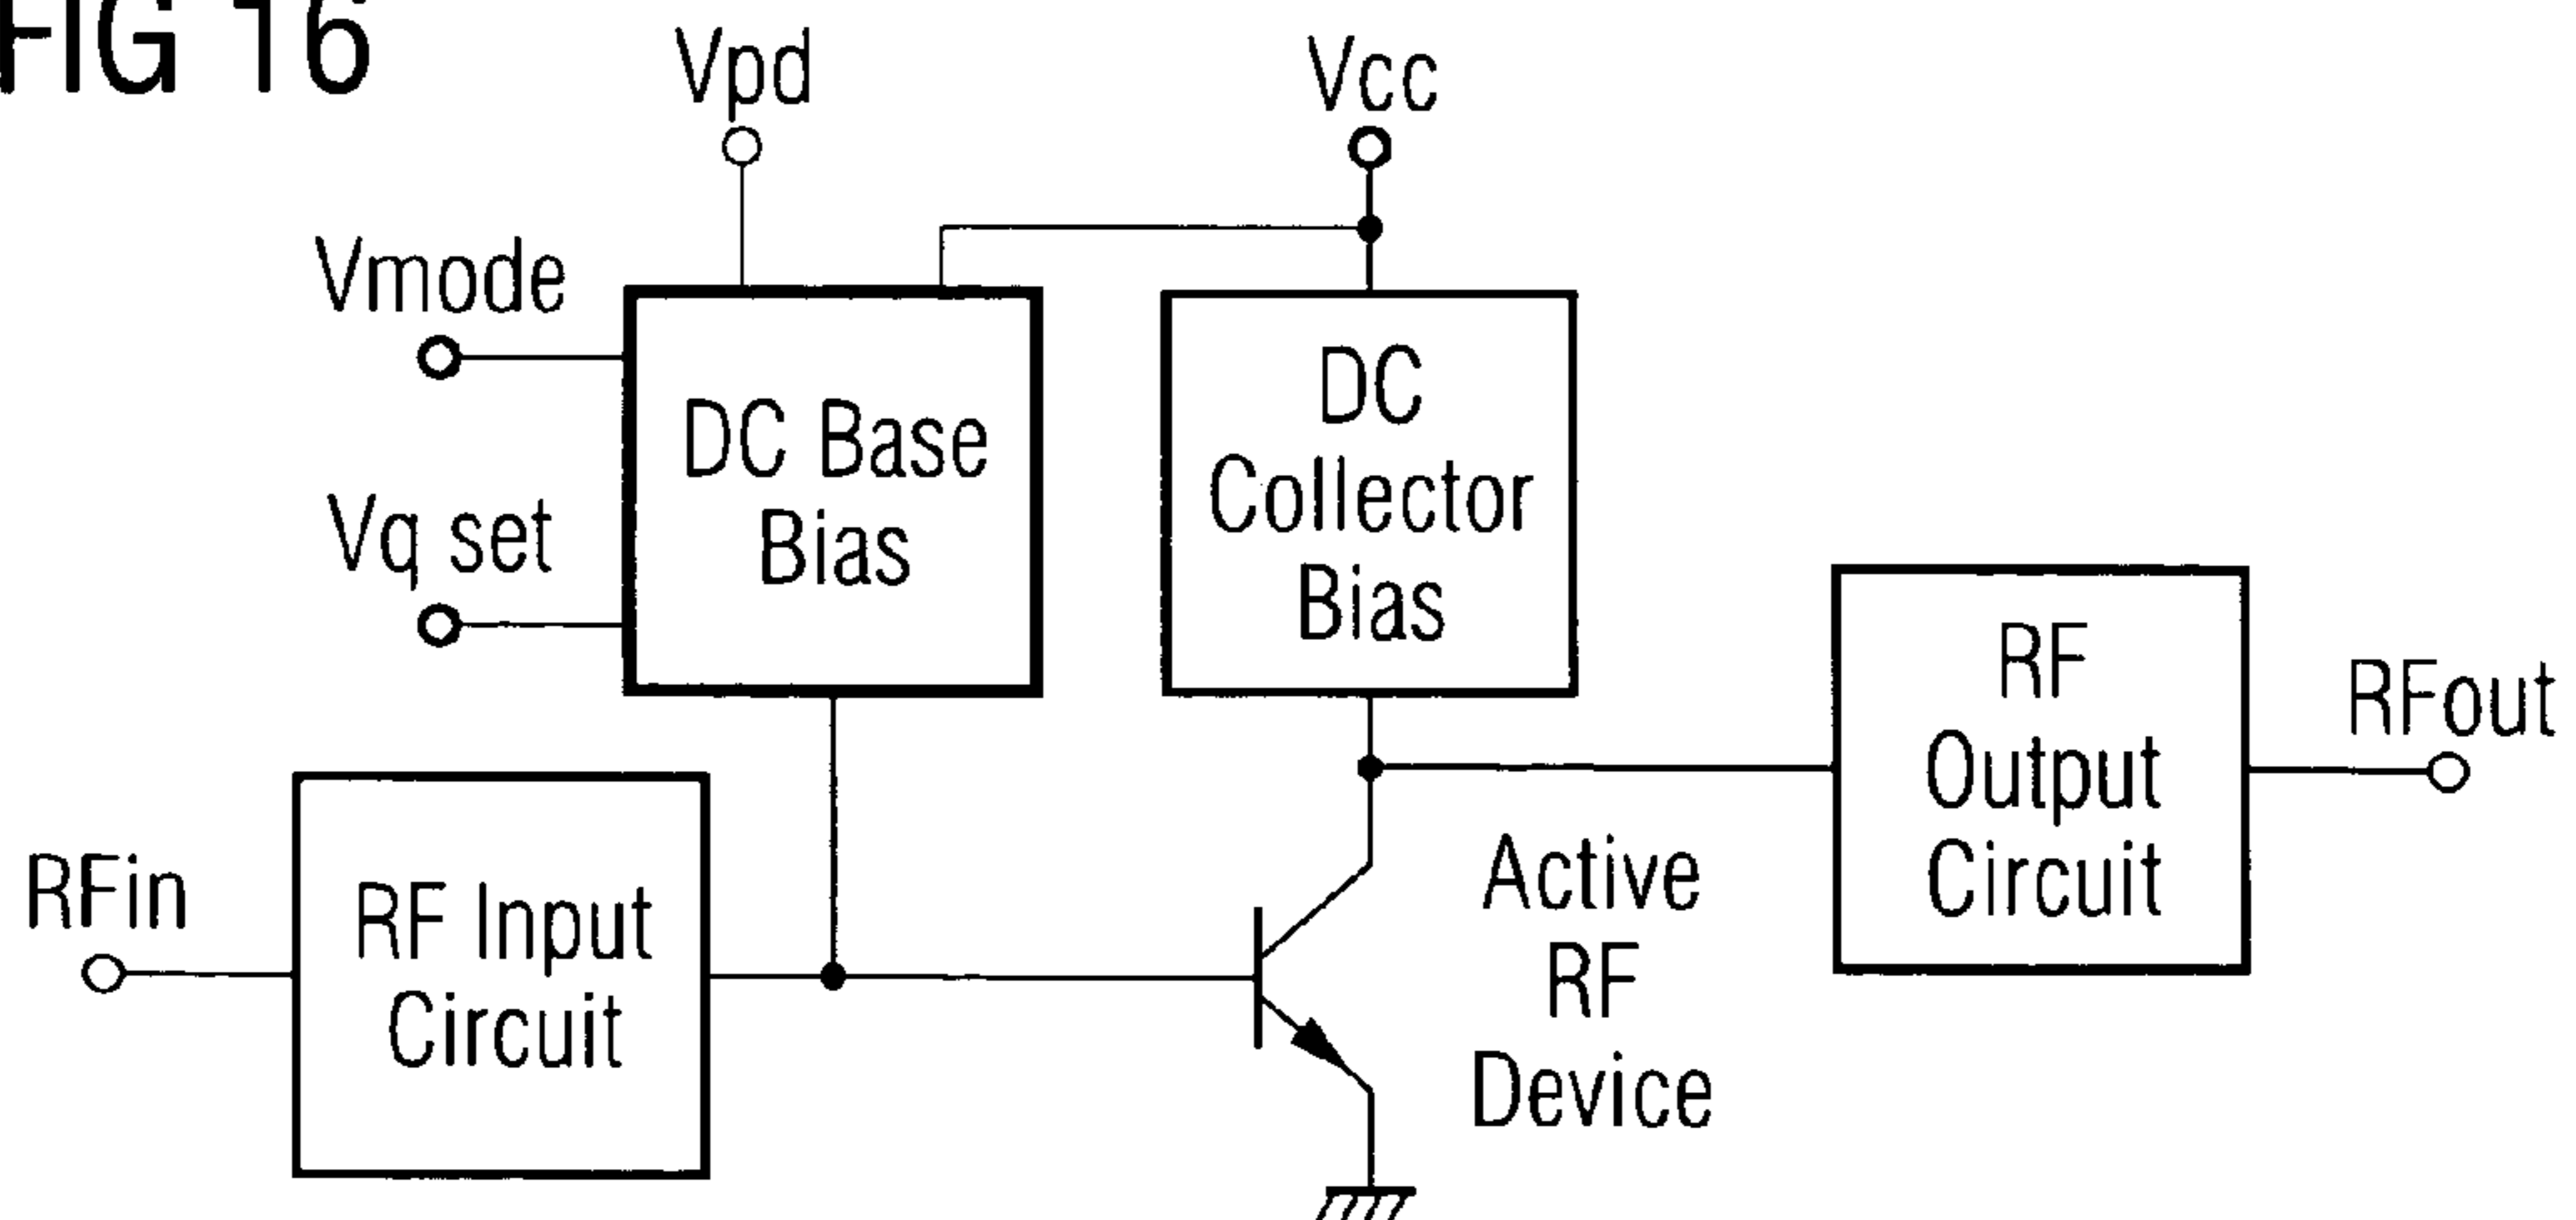 FIG 16
Vpd
Vcc
Vmode
DC Base
Bias
Vq set
DC
Collector
Bias
RF
Output
Circuit
RFout
RFin
RF Input
Circuit
Active
RF
Device